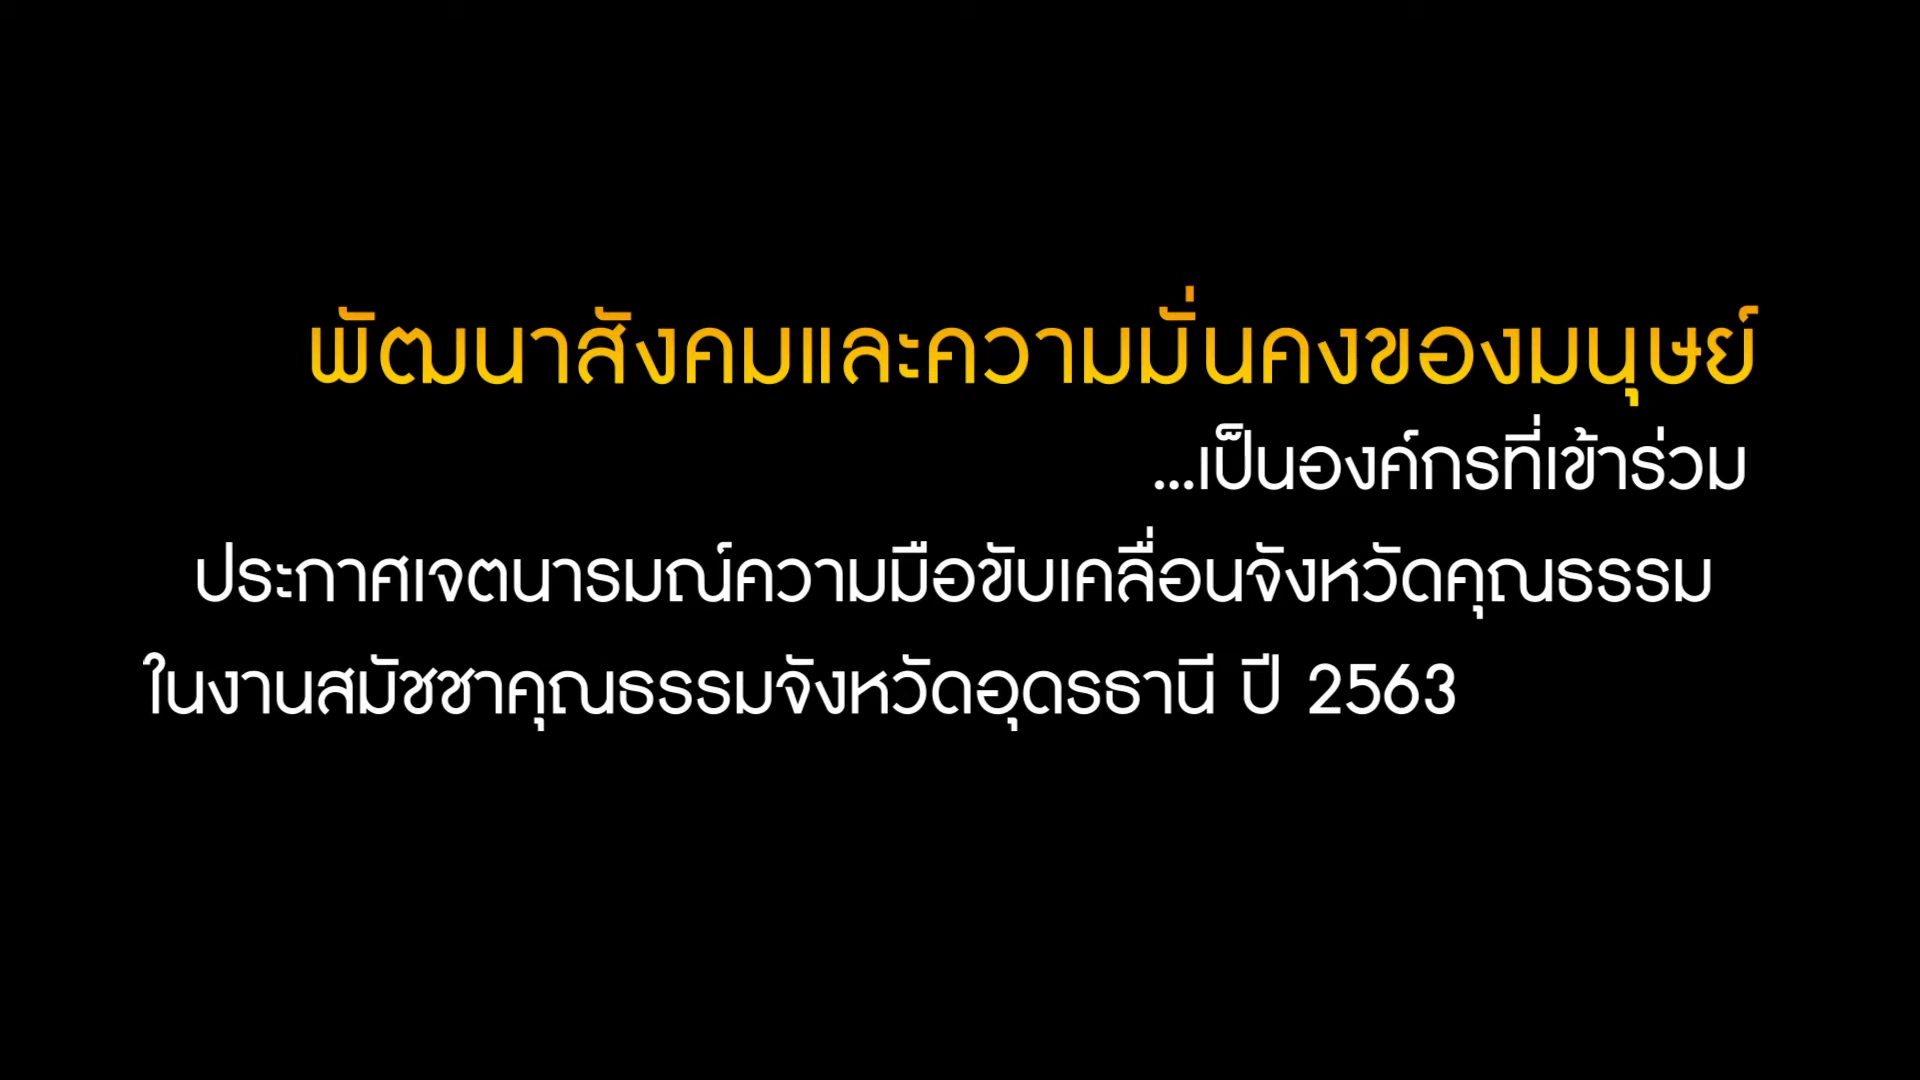 พัฒนาสังคมและความมั่นคงของมนุษย์
...เป็นองค์กรที่เข้าร่วม
ประกาศเจตนารมณ์ความมือขับเคลื่อนจังหวัดคุณธรรม
ในงานสมัชชาคุณธรรมจังหวัดอุดรธานี ปี 2563